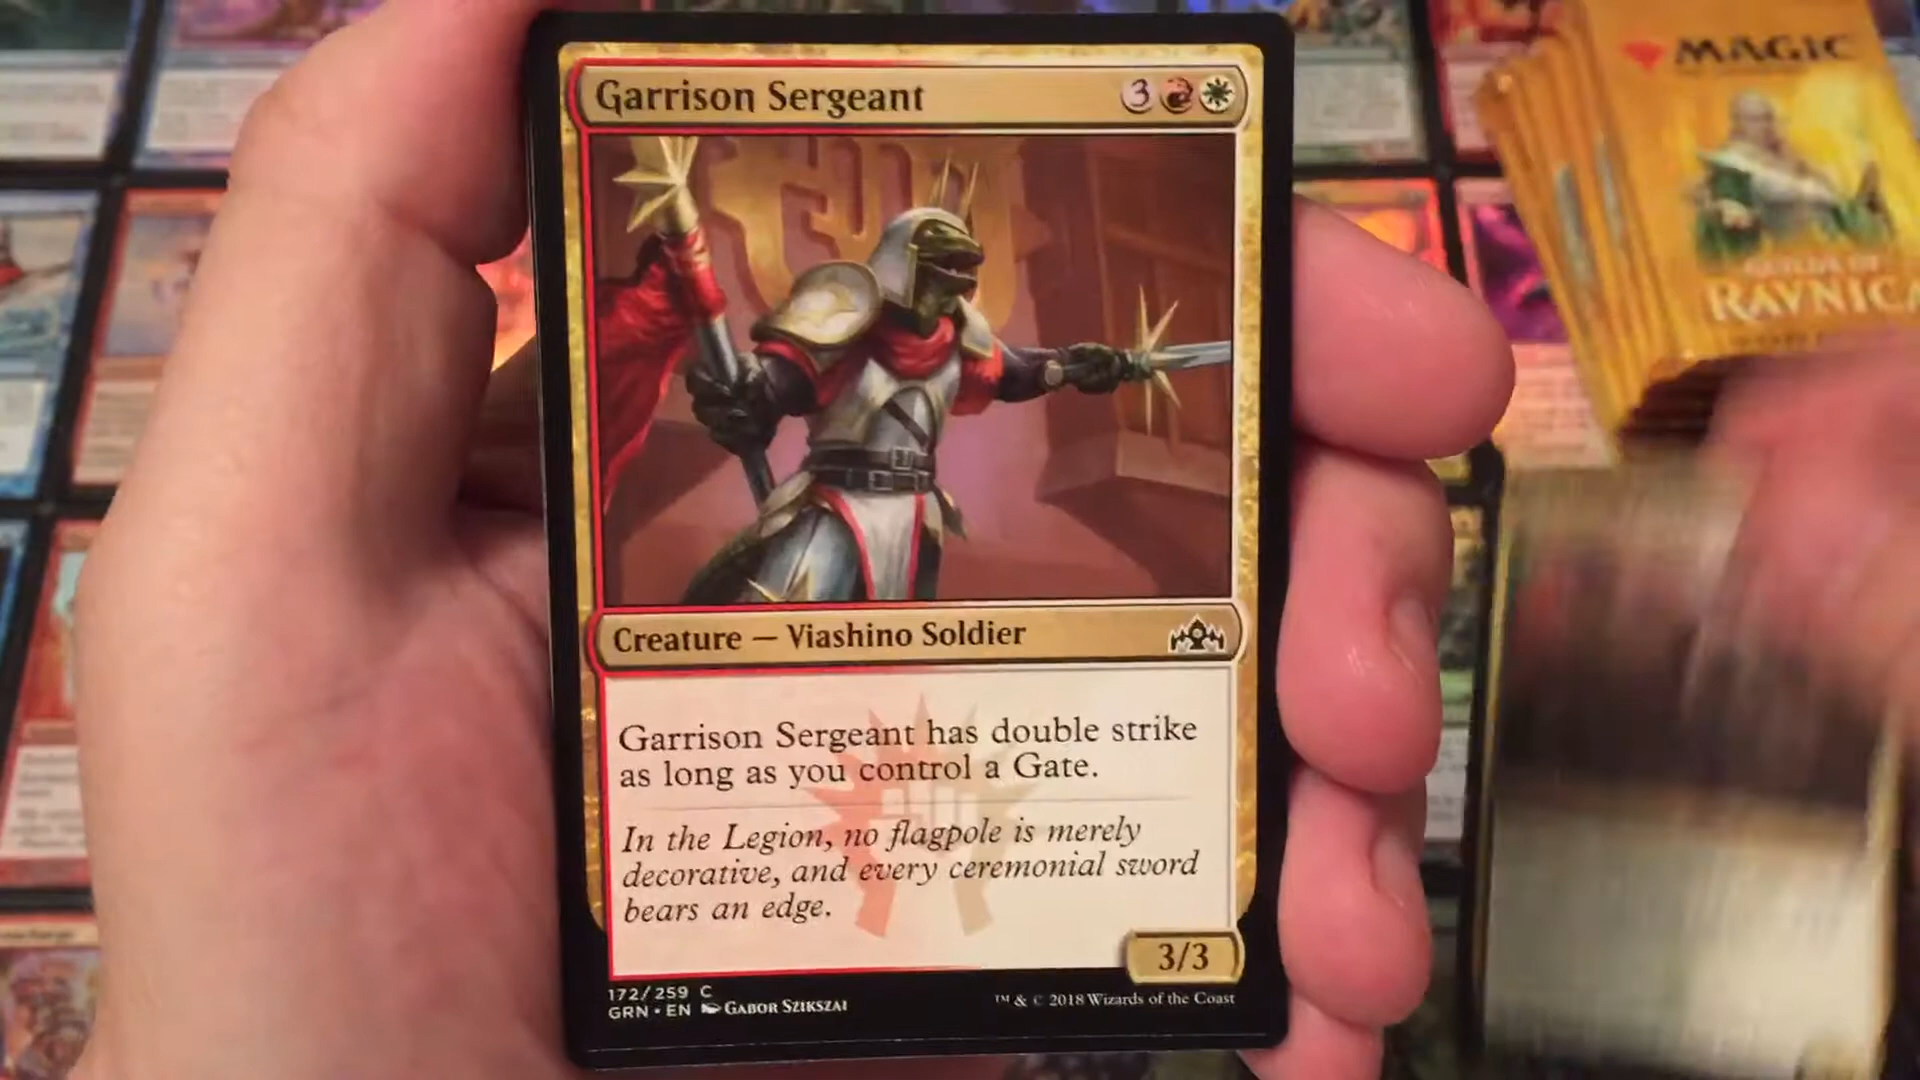 Garrison Sergeant
3
Creature — Viashino Soldier
Garrison Sergeant has double strike
as long as you control a Gate.
In the Legion, no flagpole is merely
decorative, and every ceremonial sword
bears an edge.
3/3
172/259 C
GRN • EN GABOR SZIKSZAI
™ & © 2018 Wizards of the Coast
MAGIC
GUILDS OF
RAVNICA